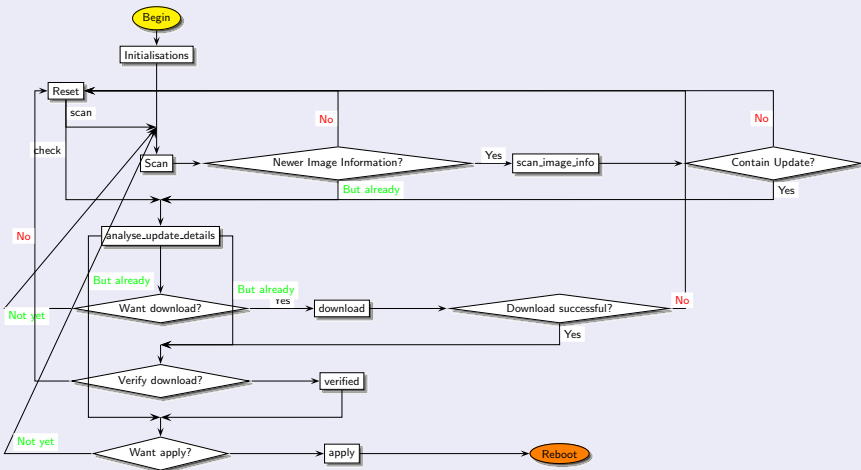 Begin
Initialisations
Reset
scan
No
No
check
Scan
Newer Image Information?
Yes
scan_image_info
Contain Update?
But already
Yes
No
analyse_update_details
But already
But already
Yes
Not yet
Want download?
download
Download successful?
No
Yes
Verify download?
verified
Not yet
Want apply?
apply
Reboot